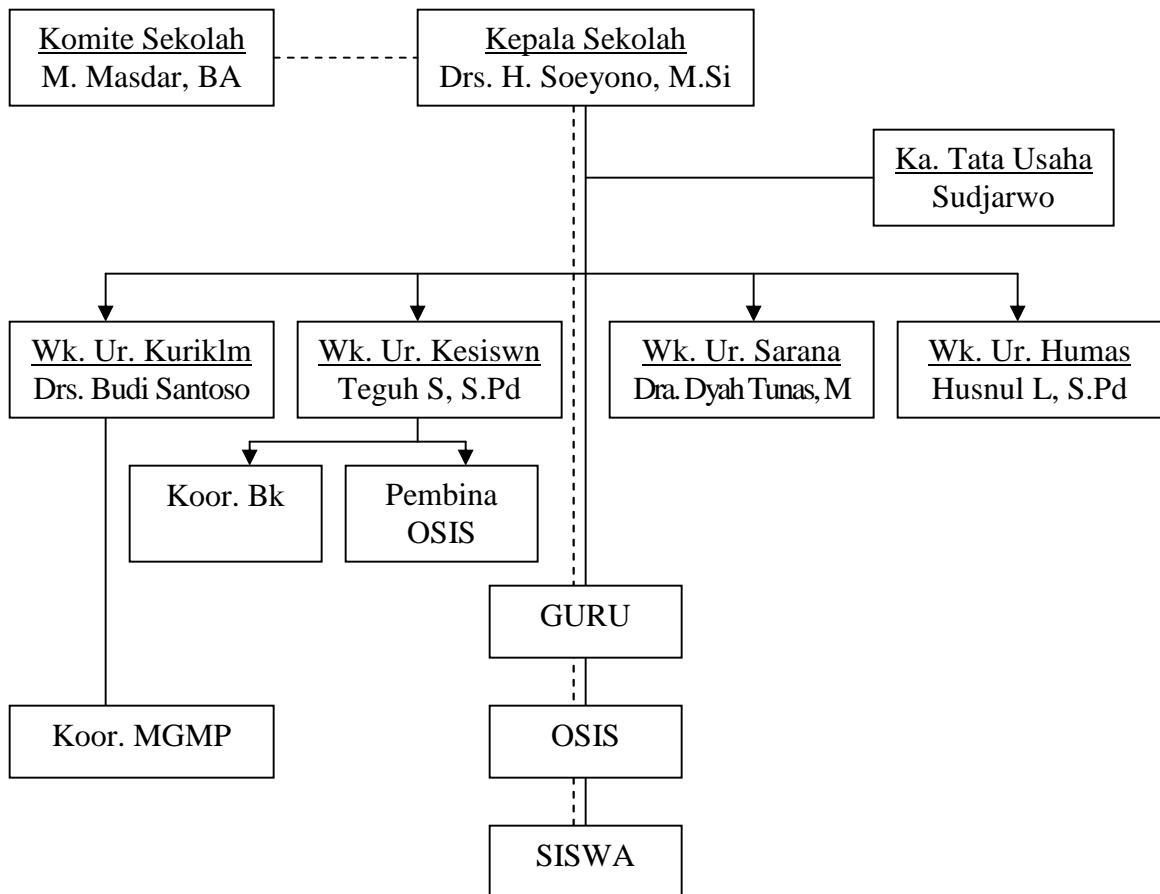 Komite Sekolah
M. Masdar, BA
Kepala Sekolah
Drs. H. Soeyono, M.Si
Ka. Tata Usaha
Sudjarwo
Wk. Ur. Kuriklm
Drs. Budi Santoso
Wk. Ur. Kesiswn
Teguh S, S.Pd
Wk. Ur. Sarana
Dra. Dyah Tunas, M
Wk. Ur. Humas
Husnul L, S.Pd
Koor. Bk
Pembina
OSIS
GURU
Koor. MGMP
OSIS
SISWA